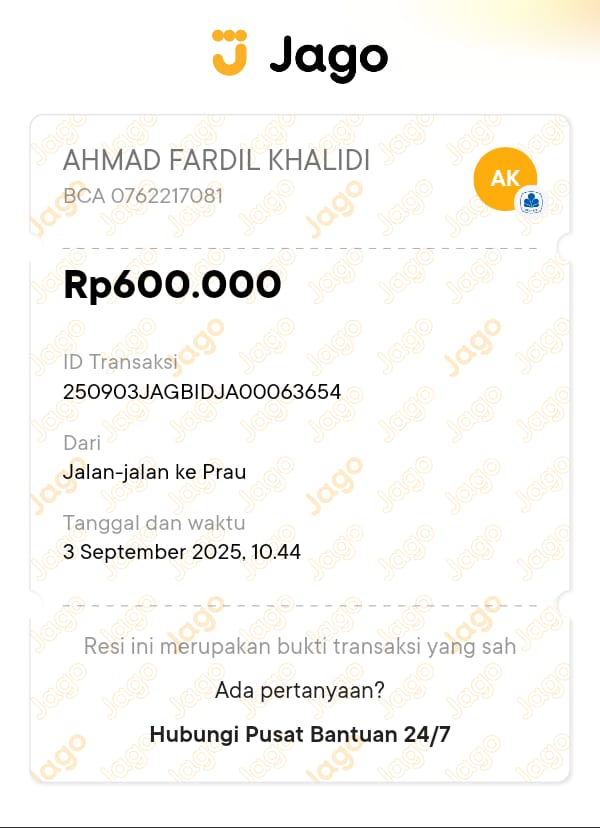 Jago
AHMAD FARDIL KHALIDI
BCA 0762217081
AK
Rp600.000
ID Transaksi
250903JAGBIDJA00063654
Dari
Jalan-jalan ke Prau
Tanggal dan waktu
3 September 2025, 10.44
Resi ini merupakan bukti transaksi yang sah
Ada pertanyaan?
Hubungi Pusat Bantuan 24/7